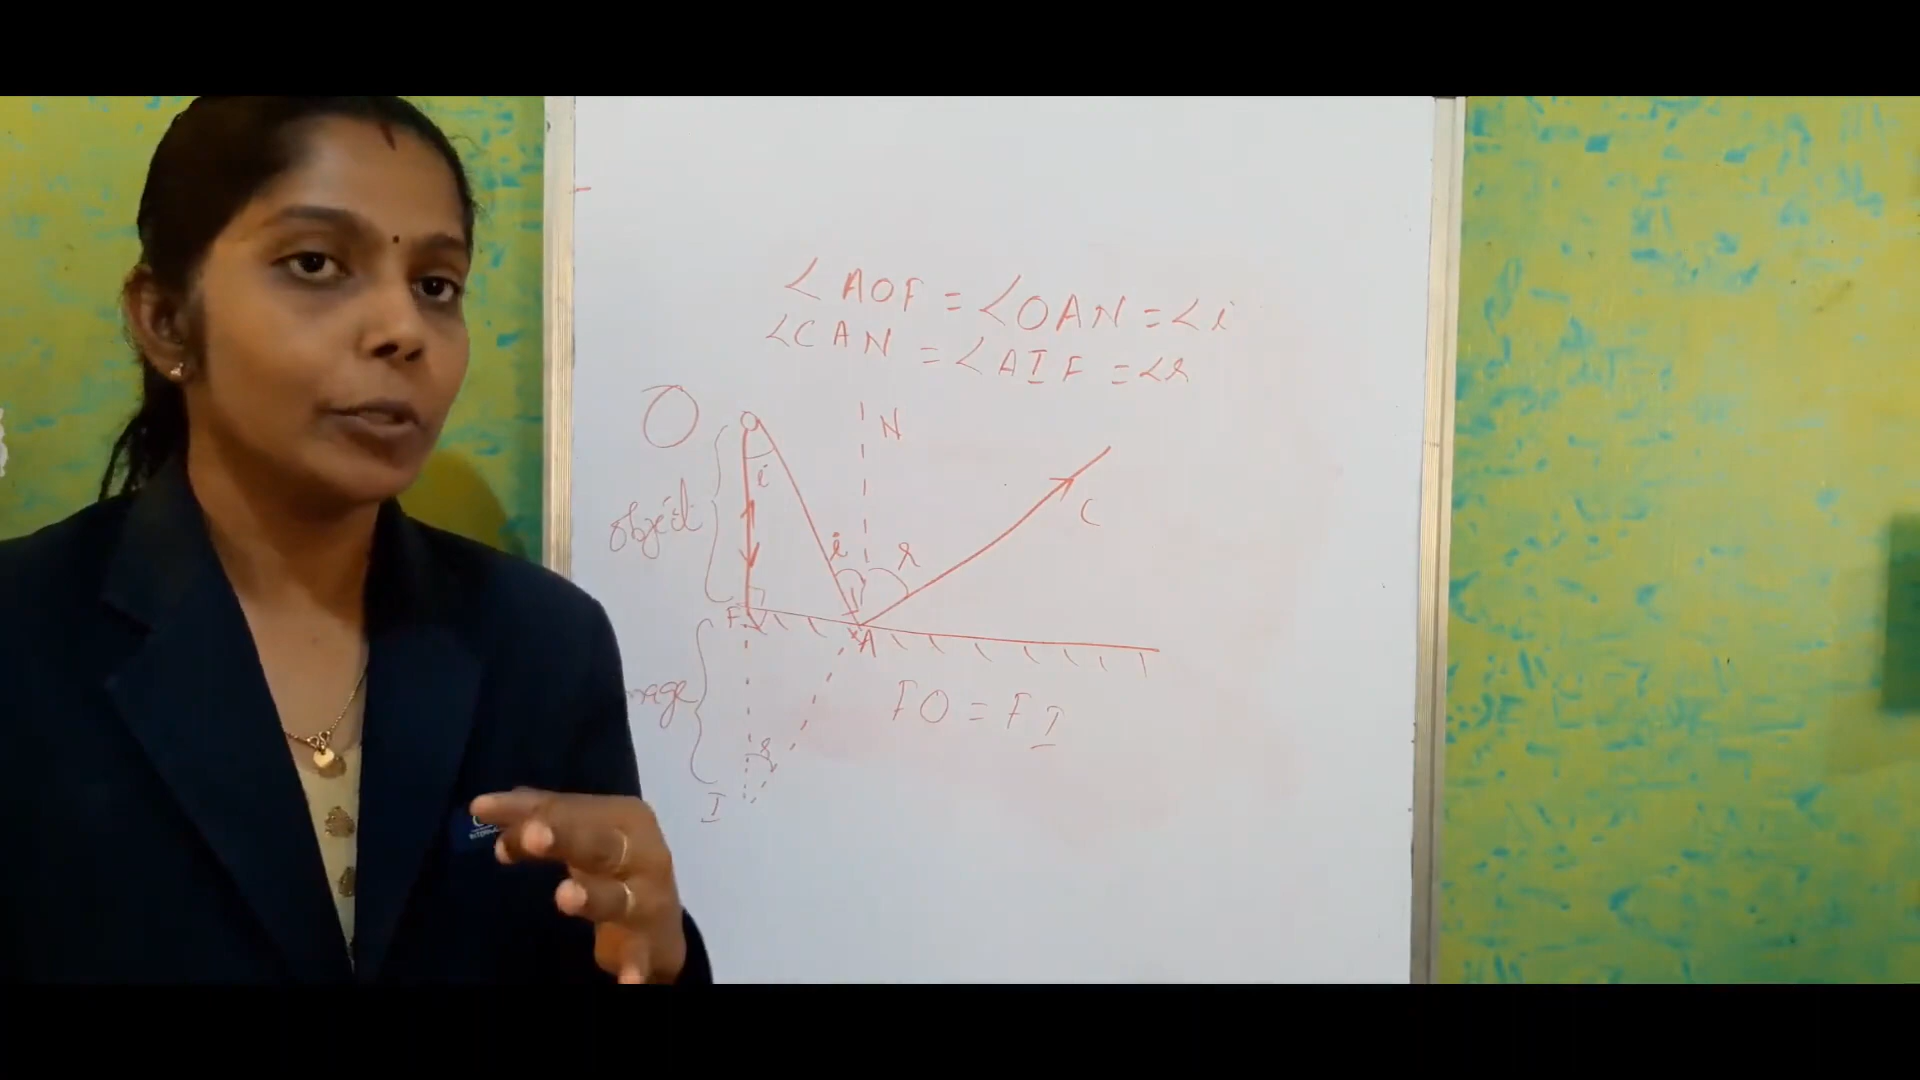 ∠AOF = ∠OAN = ∠i
∠CAN = ∠AIF = ∠r
O
N
i
object
C
i
r
F
A
mage
FO = FI
r
I